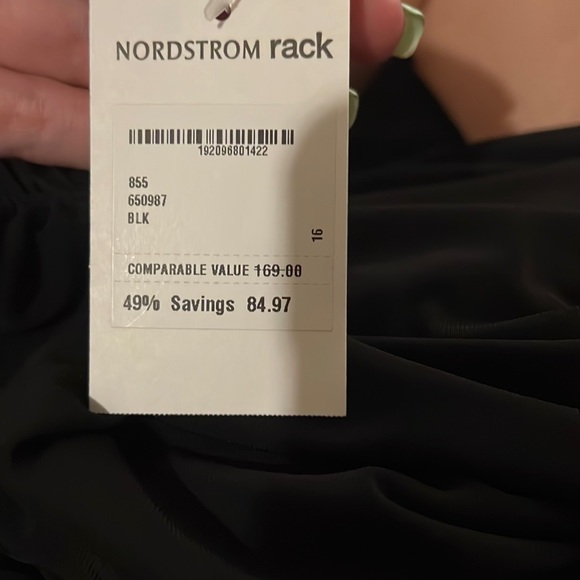 NORDSTROM rack
192096801422
855
650987
BLK
16
COMPARABLE VALUE 169.00
49% Savings 84.97